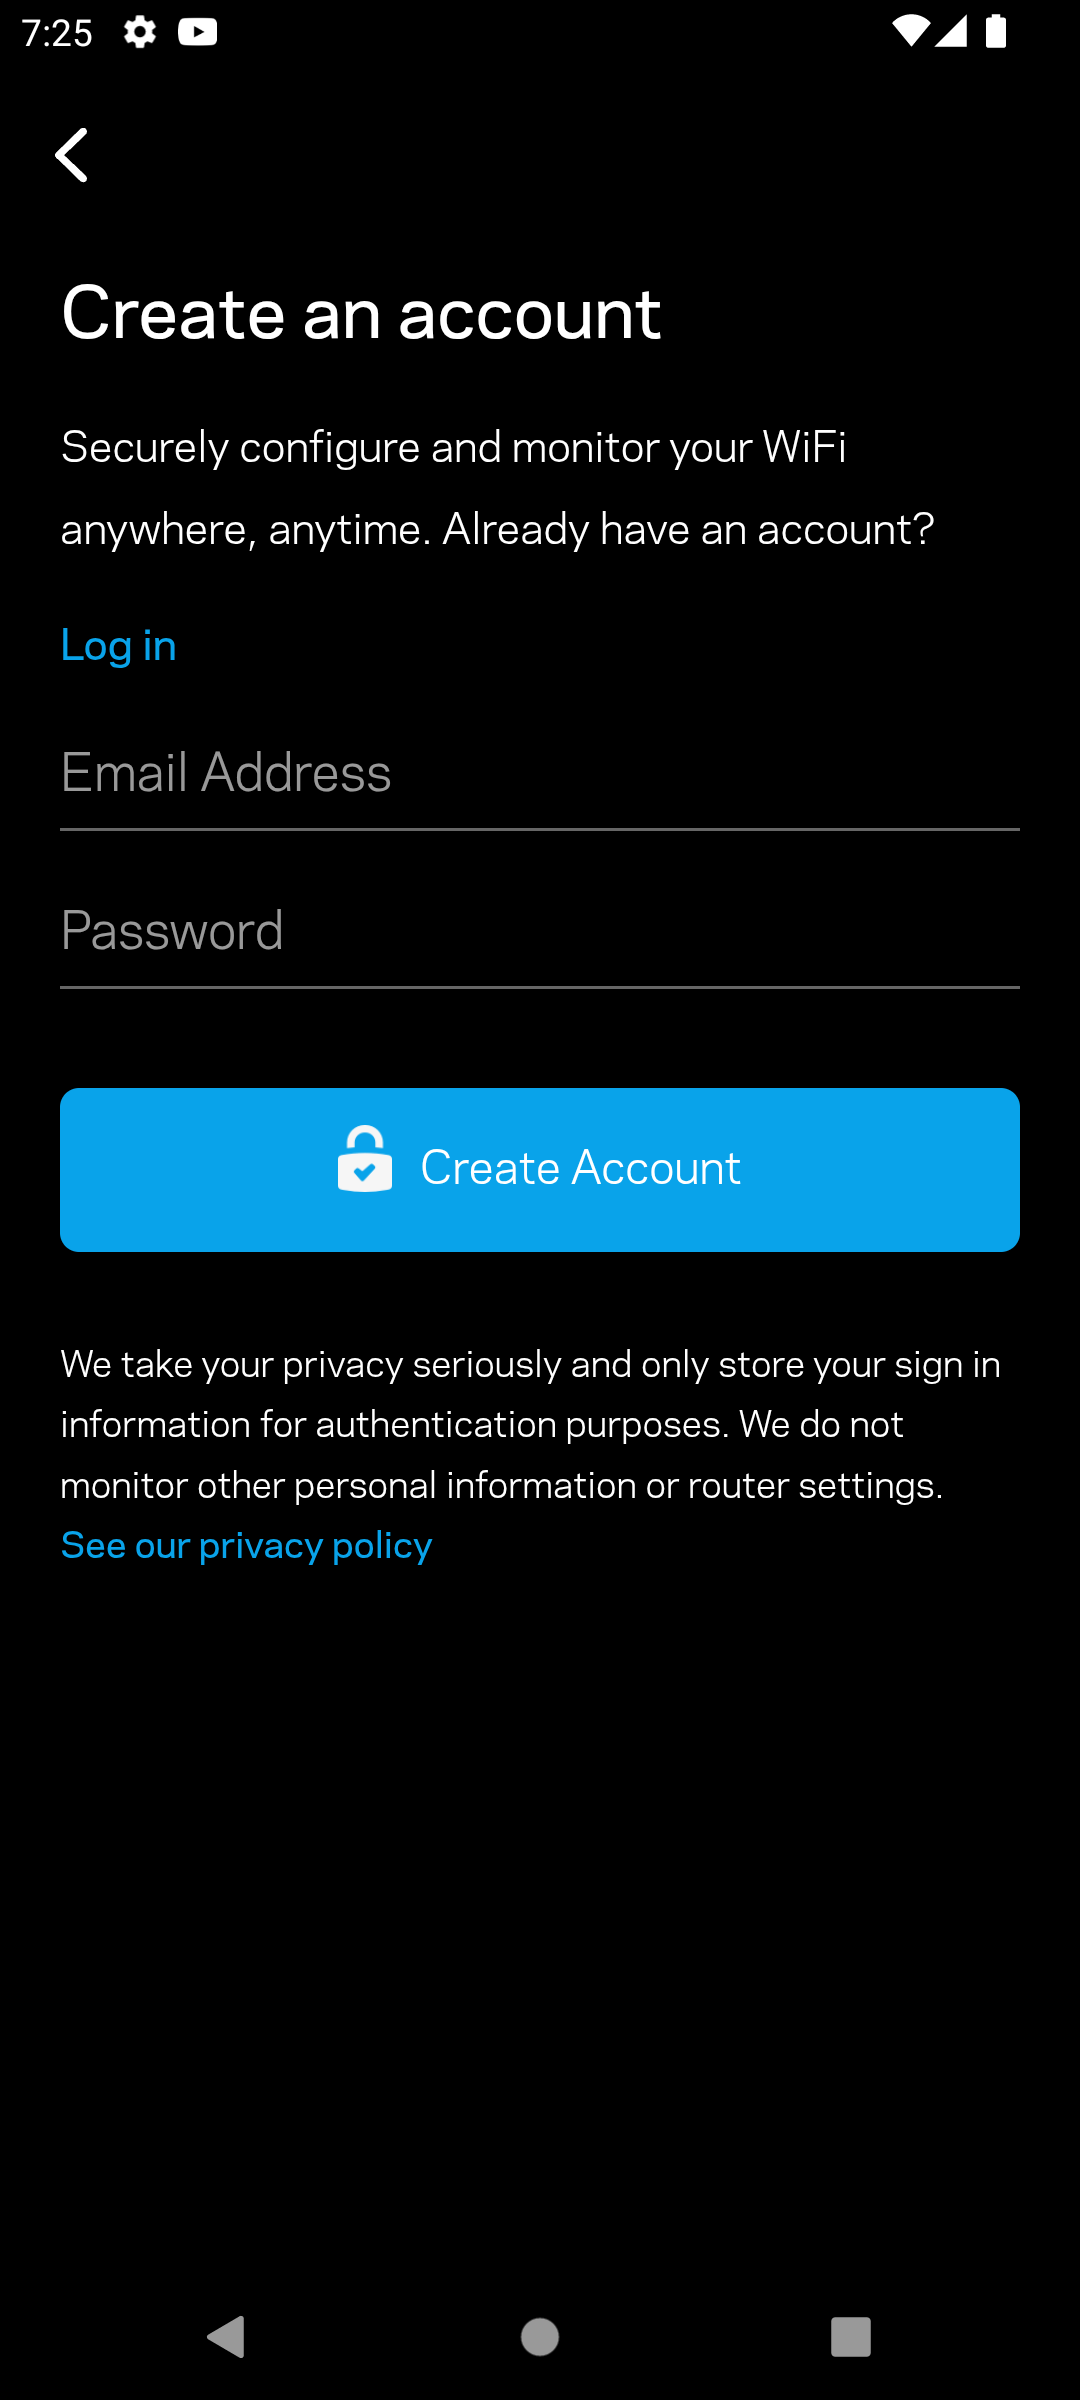 7:25
Create an account
Securely configure and monitor your WiFi
anywhere, anytime. Already have an account?
Log in
Email Address
Password
Create Account
We take your privacy seriously and only store your sign in
information for authentication purposes. We do not
monitor other personal information or router settings.
See our privacy policy